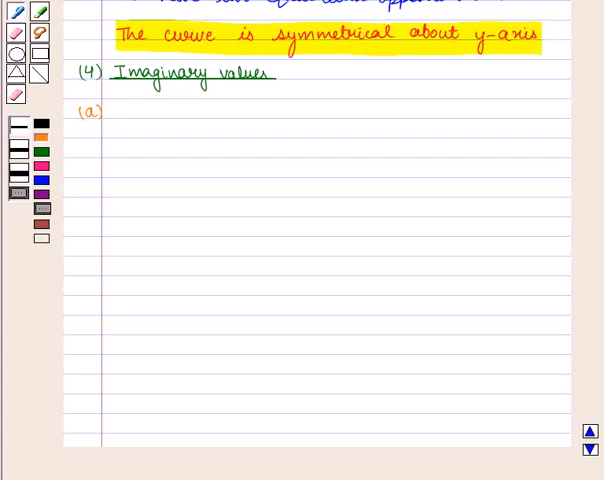 The curve is symmetrical about y-axis
(4) Imaginary values
(a)